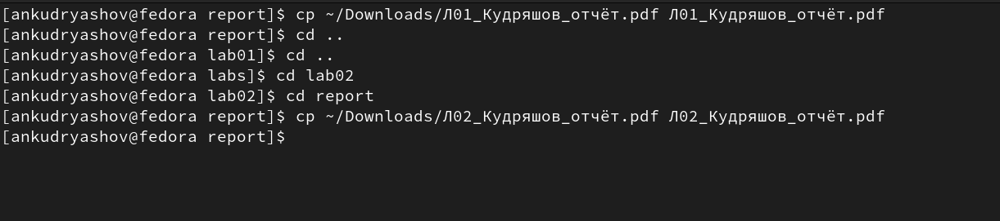 [ankudryashov@fedora report]$ cp ~/Downloads/Л01_Кудряшов_отчёт.pdf Л01_Кудряшов_отчёт.pdf
[ankudryashov@fedora report]$ cd ..
[ankudryashov@fedora lab01]$ cd ..
[ankudryashov@fedora labs]$ cd lab02
[ankudryashov@fedora lab02]$ cd report
[ankudryashov@fedora report]$ cp ~/Downloads/Л02_Кудряшов_отчёт.pdf Л02_Кудряшов_отчёт.pdf
[ankudryashov@fedora report]$